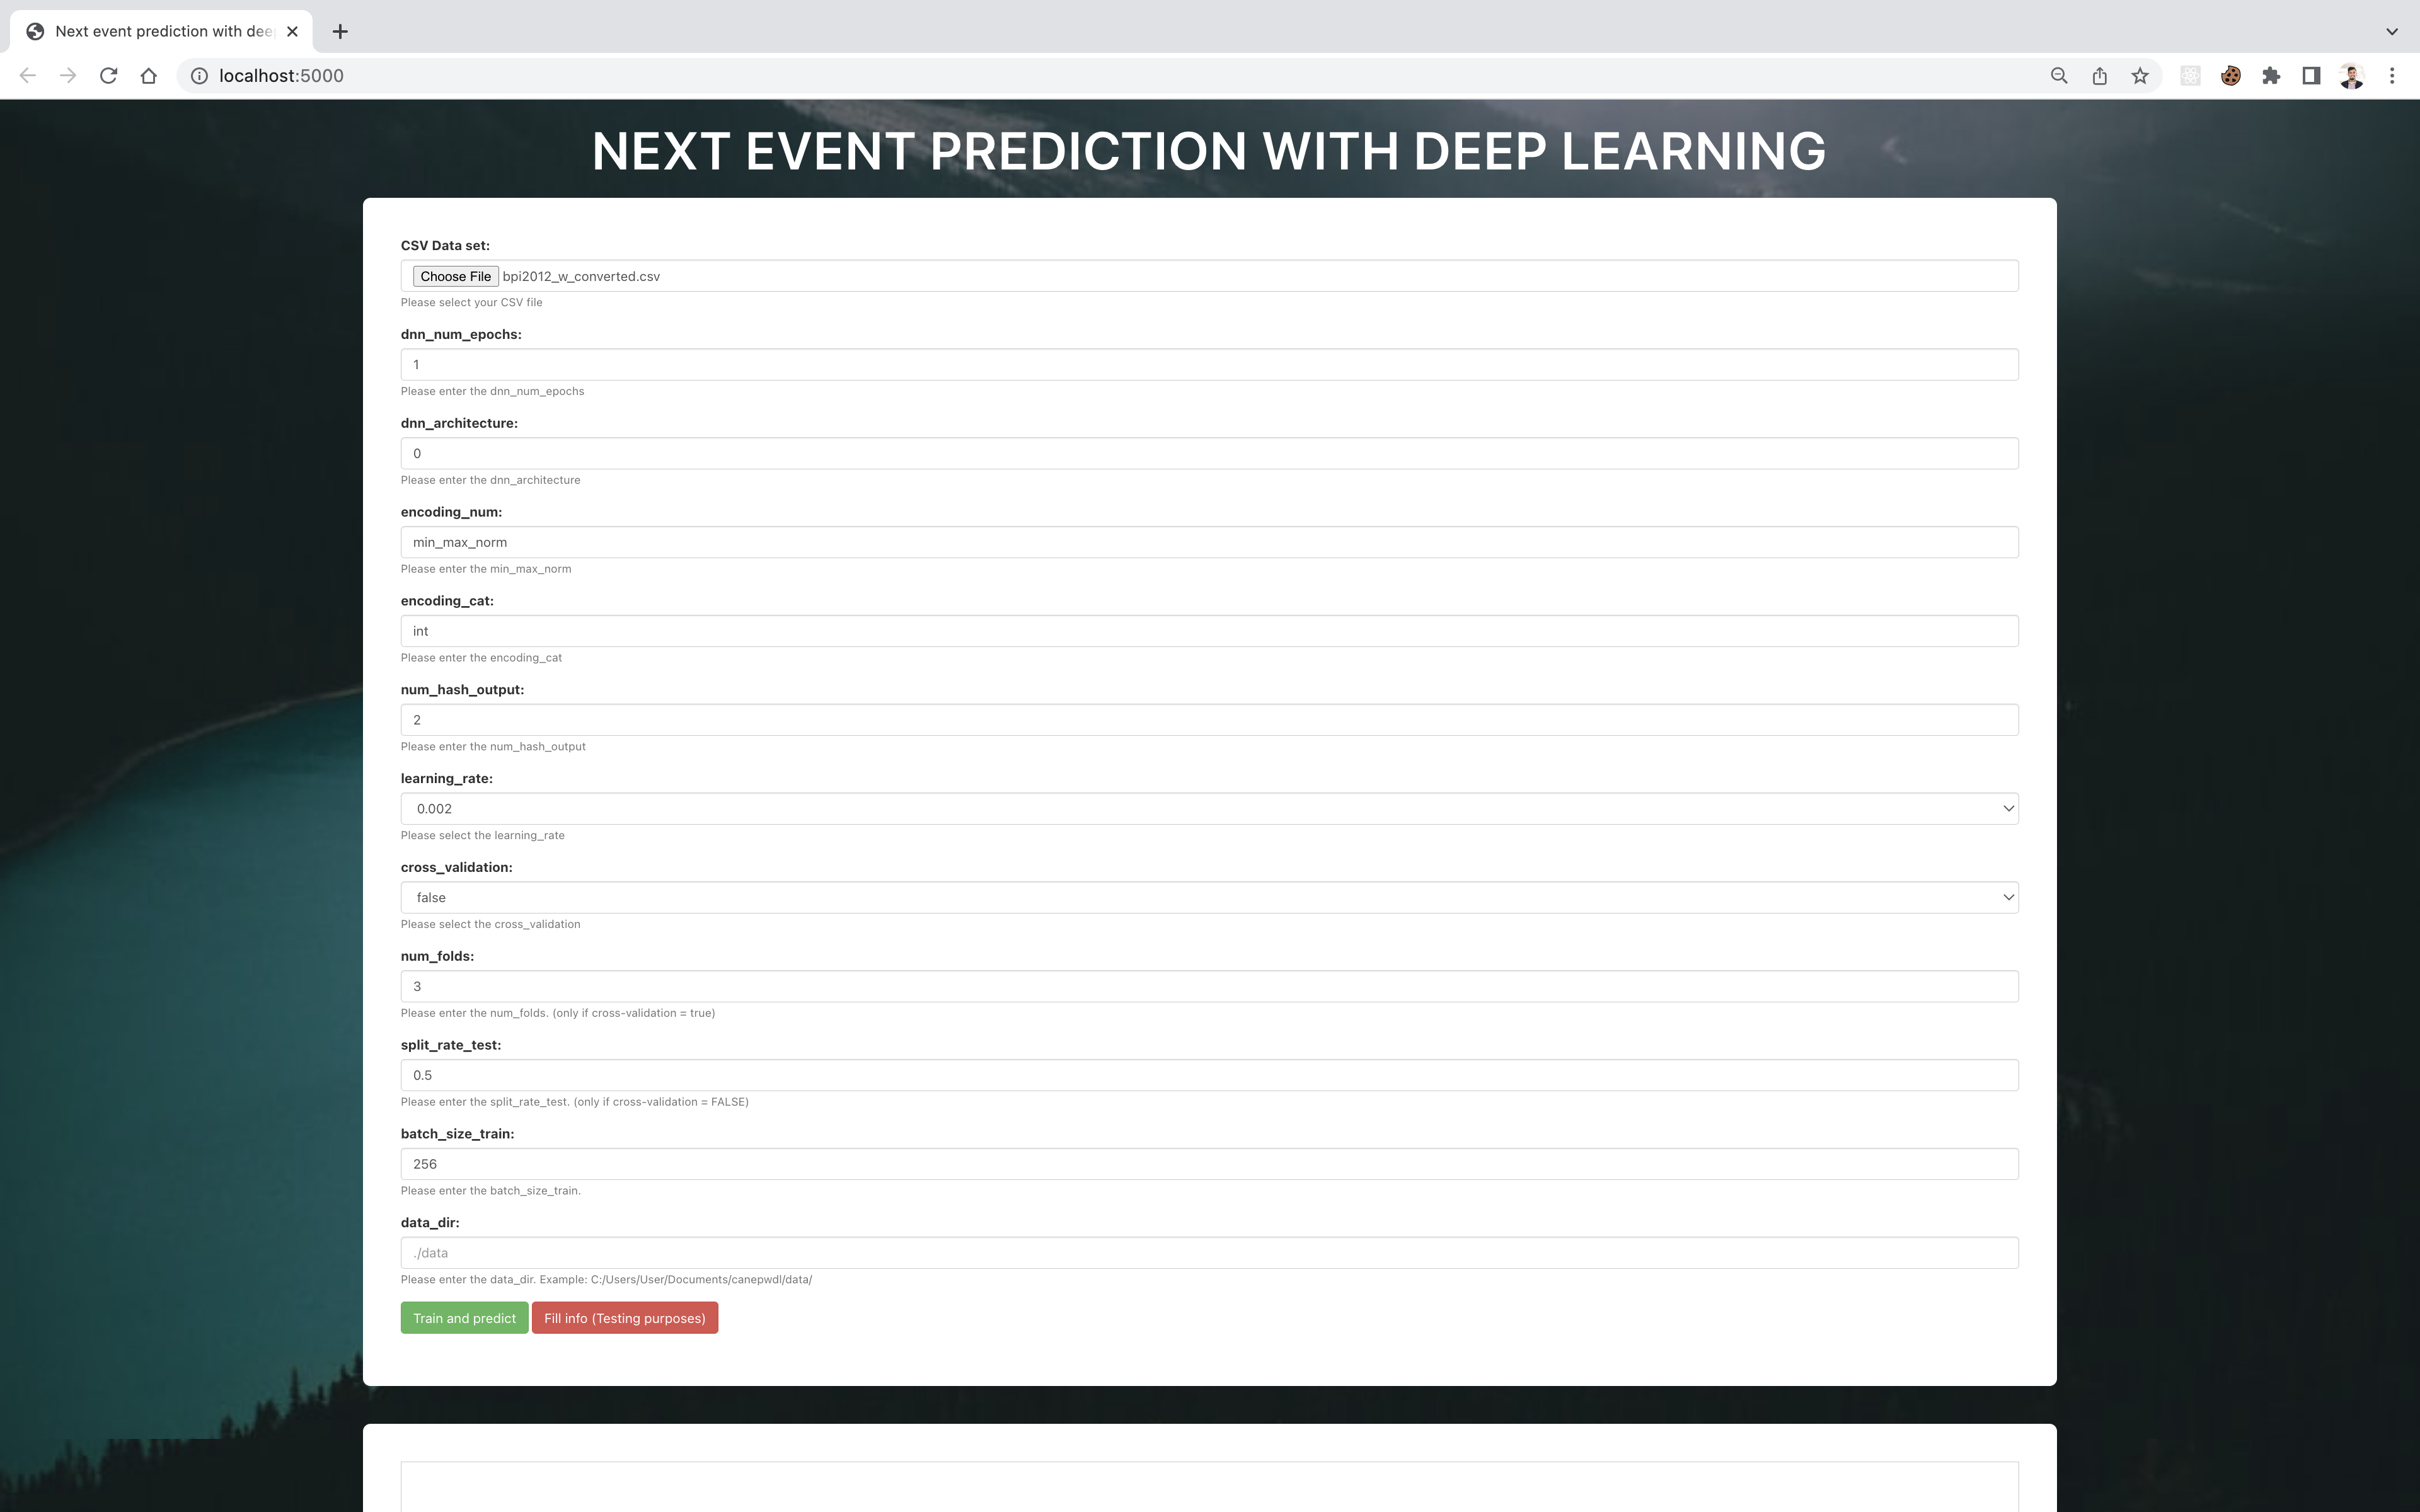 Next event prediction with deep
localhost:5000
NEXT EVENT PREDICTION WITH DEEP LEARNING
CSV Data set:
Choose File bpi2012_w_converted.csv
Please select your CSV file
dnn_num_epochs:
1
Please enter the dnn_num_epochs
dnn_architecture:
0
Please enter the dnn_architecture
encoding_num:
min_max_norm
Please enter the min_max_norm
encoding_cat:
int
Please enter the encoding_cat
num_hash_output:
2
Please enter the num_hash_output
learning_rate:
0.002
Please select the learning_rate
cross_validation:
false
Please select the cross_validation
num_folds:
3
Please enter the num_folds. (only if cross-validation = true)
split_rate_test:
0.5
Please enter the split_rate_test. (only if cross-validation = FALSE)
batch_size_train:
256
Please enter the batch_size_train.
data_dir:
./data
Please enter the data_dir. Example: C:/Users/User/Documents/canepwdl/data/
Train and predict Fill info (Testing purposes)